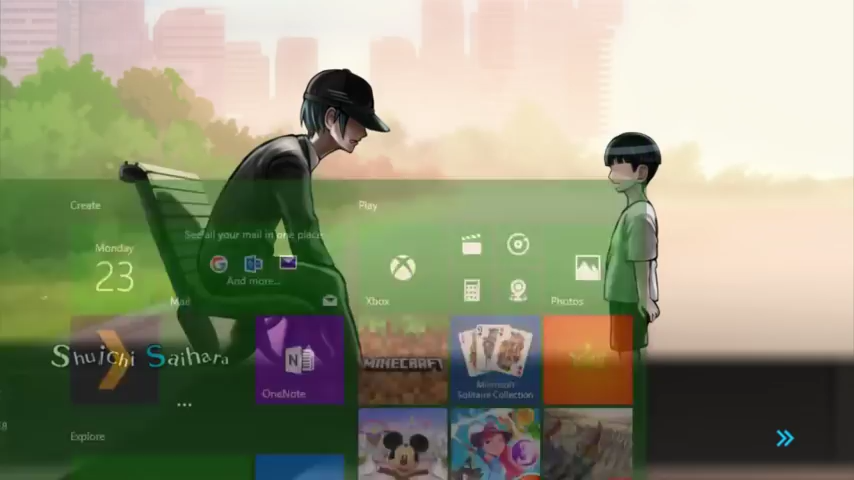 Create
Play
See all your mail in one place
Monday
23
And more...
Mail
Xbox
Photos
MINECRAFT
Shuichi Saihara
OneNote
Microsoft
Solitaire Collection
...
Explore